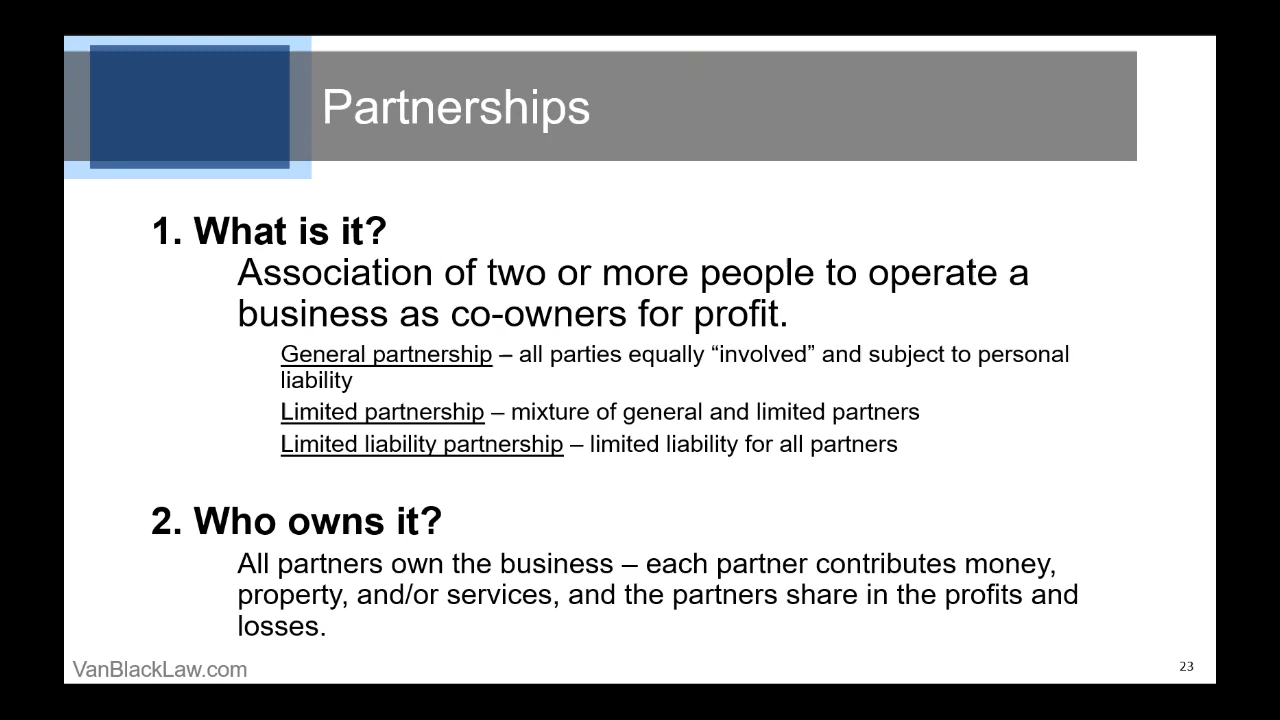 Partnerships
1. What is it?
Association of two or more people to operate a
business as co-owners for profit.
General partnership – all parties equally “involved” and subject to personal
liability
Limited partnership – mixture of general and limited partners
Limited liability partnership – limited liability for all partners
2. Who owns it?
All partners own the business – each partner contributes money,
property, and/or services, and the partners share in the profits and
losses.
VanBlackLaw.com
23